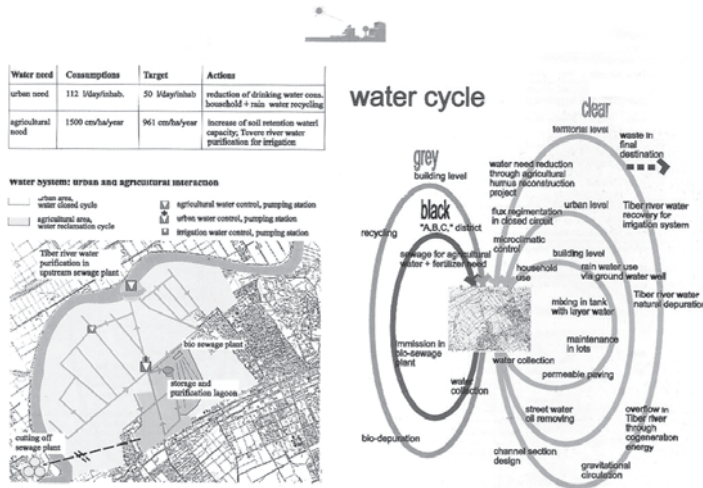 Water need Consumptions Target Actions
urban need 112 l/day/inhab. 50 l/day/inhab reduction of drinking water cons.
household + rain water recycling
agricultural need 1500 cm/ha/year 961 cm/ha/year increase of soil retention waterl
capacity; Tevere river water
purification for irrigation
Water System: urban and agricultural interaction
urban area,
water closed cycle
agricultural area,
water reclamation cycle
agricultural water control, pumping station
urban water control, pumping station
irrigation water control, pumping station
Tiber river water
purification in
upstream sewage plant
bio sewage plant
storage and
purification lagoon
cutting off
sewage plant
water cycle
clear
territorial level
waste in
final
destination
grey
building level
water need reduction
through agricultural
humus reconstruction
project
black
"A,B,C," district
urban level
flux regimentation
in closed circuit
Tiber river water
recovery for
irrigation system
recycling
microclimatic
control
sewage for agricultural
water + fertilizer need
building level
household
use
rain water use
via ground water well
mixing in tank
with layer water
Tiber river water
natural depuration
immission in
bio-sewage
plant
maintenance
in lots
water collection
permeable paving
water
collection
street water
oil removing
overflow in
Tiber river
through
cogeneration
energy
bio-depuration
channel section
design
gravitational
circulation